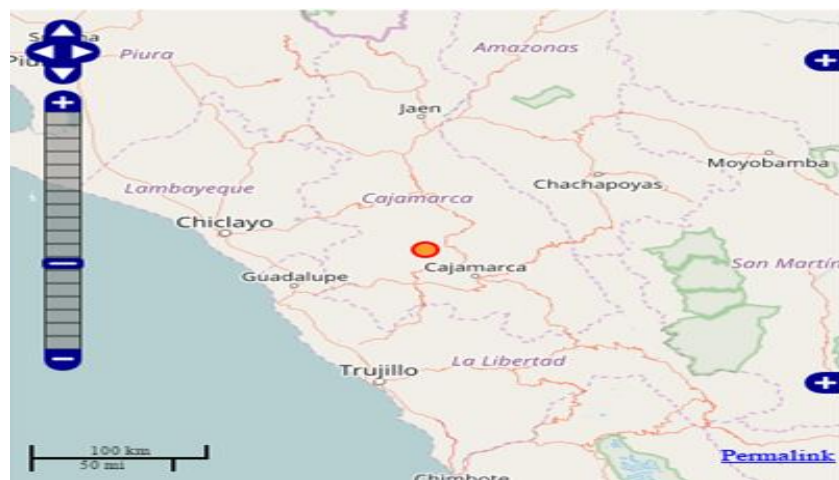 Piura
Amazonas
Jaen
Moyobamba
Chachapoyas
Lambayeque
Cajamarca
Chiclayo
Cajamarca
San Martín
Guadalupe
La Libertad
Trujillo
100 km
50 mi
Permalink
Chimbote